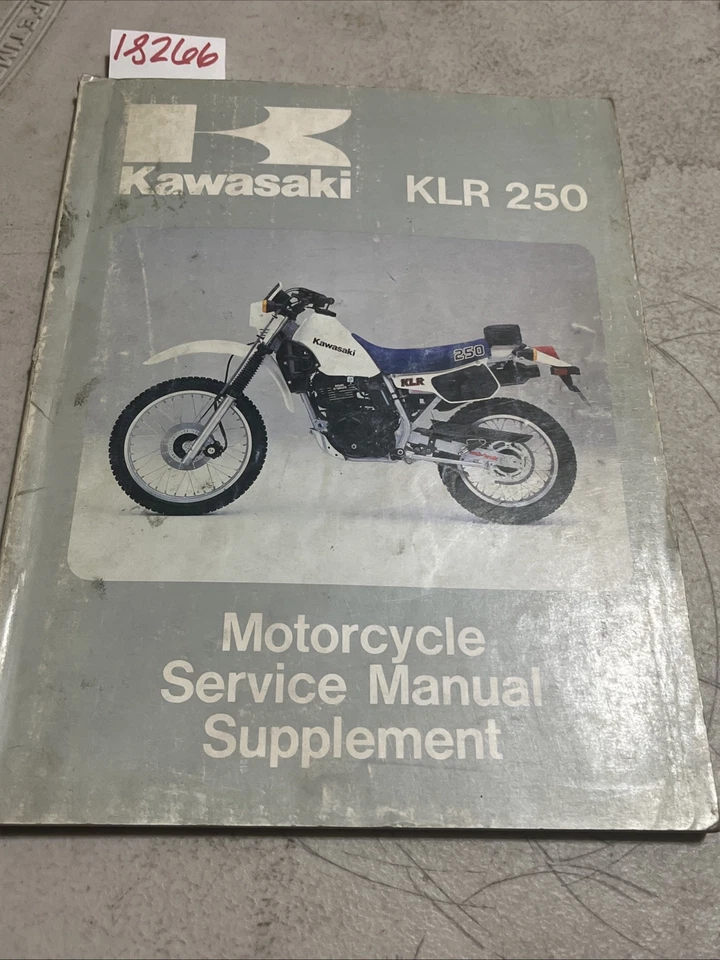 18266
Kawasaki KLR 250
Kawasaki
250
KLR
Motorcycle
Service Manual
Supplement